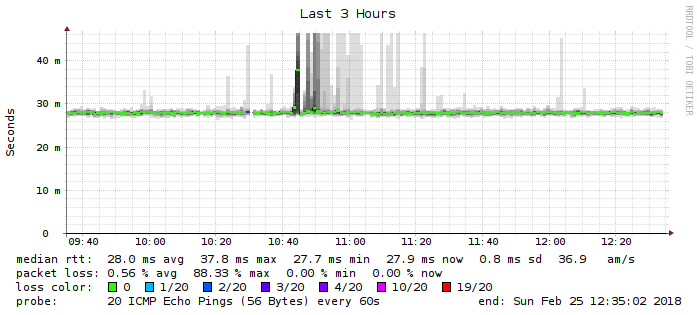 Last 3 Hours
RRDTOOL / TOBI OETIKER
Seconds
40 m
30 m
20 m
10 m
0
09:40 10:00 10:20 10:40 11:00 11:20 11:40 12:00 12:20
median rtt: 28.0 ms avg 37.8 ms max 27.7 ms min 27.9 ms now 0.8 ms sd 36.9 am/s
packet loss: 0.56 % avg 88.33 % max 0.00 % min 0.00 % now
loss color: 0 1/20 2/20 3/20 4/20 10/20 19/20
probe: 20 ICMP Echo Pings (56 Bytes) every 60s end: Sun Feb 25 12:35:02 2018